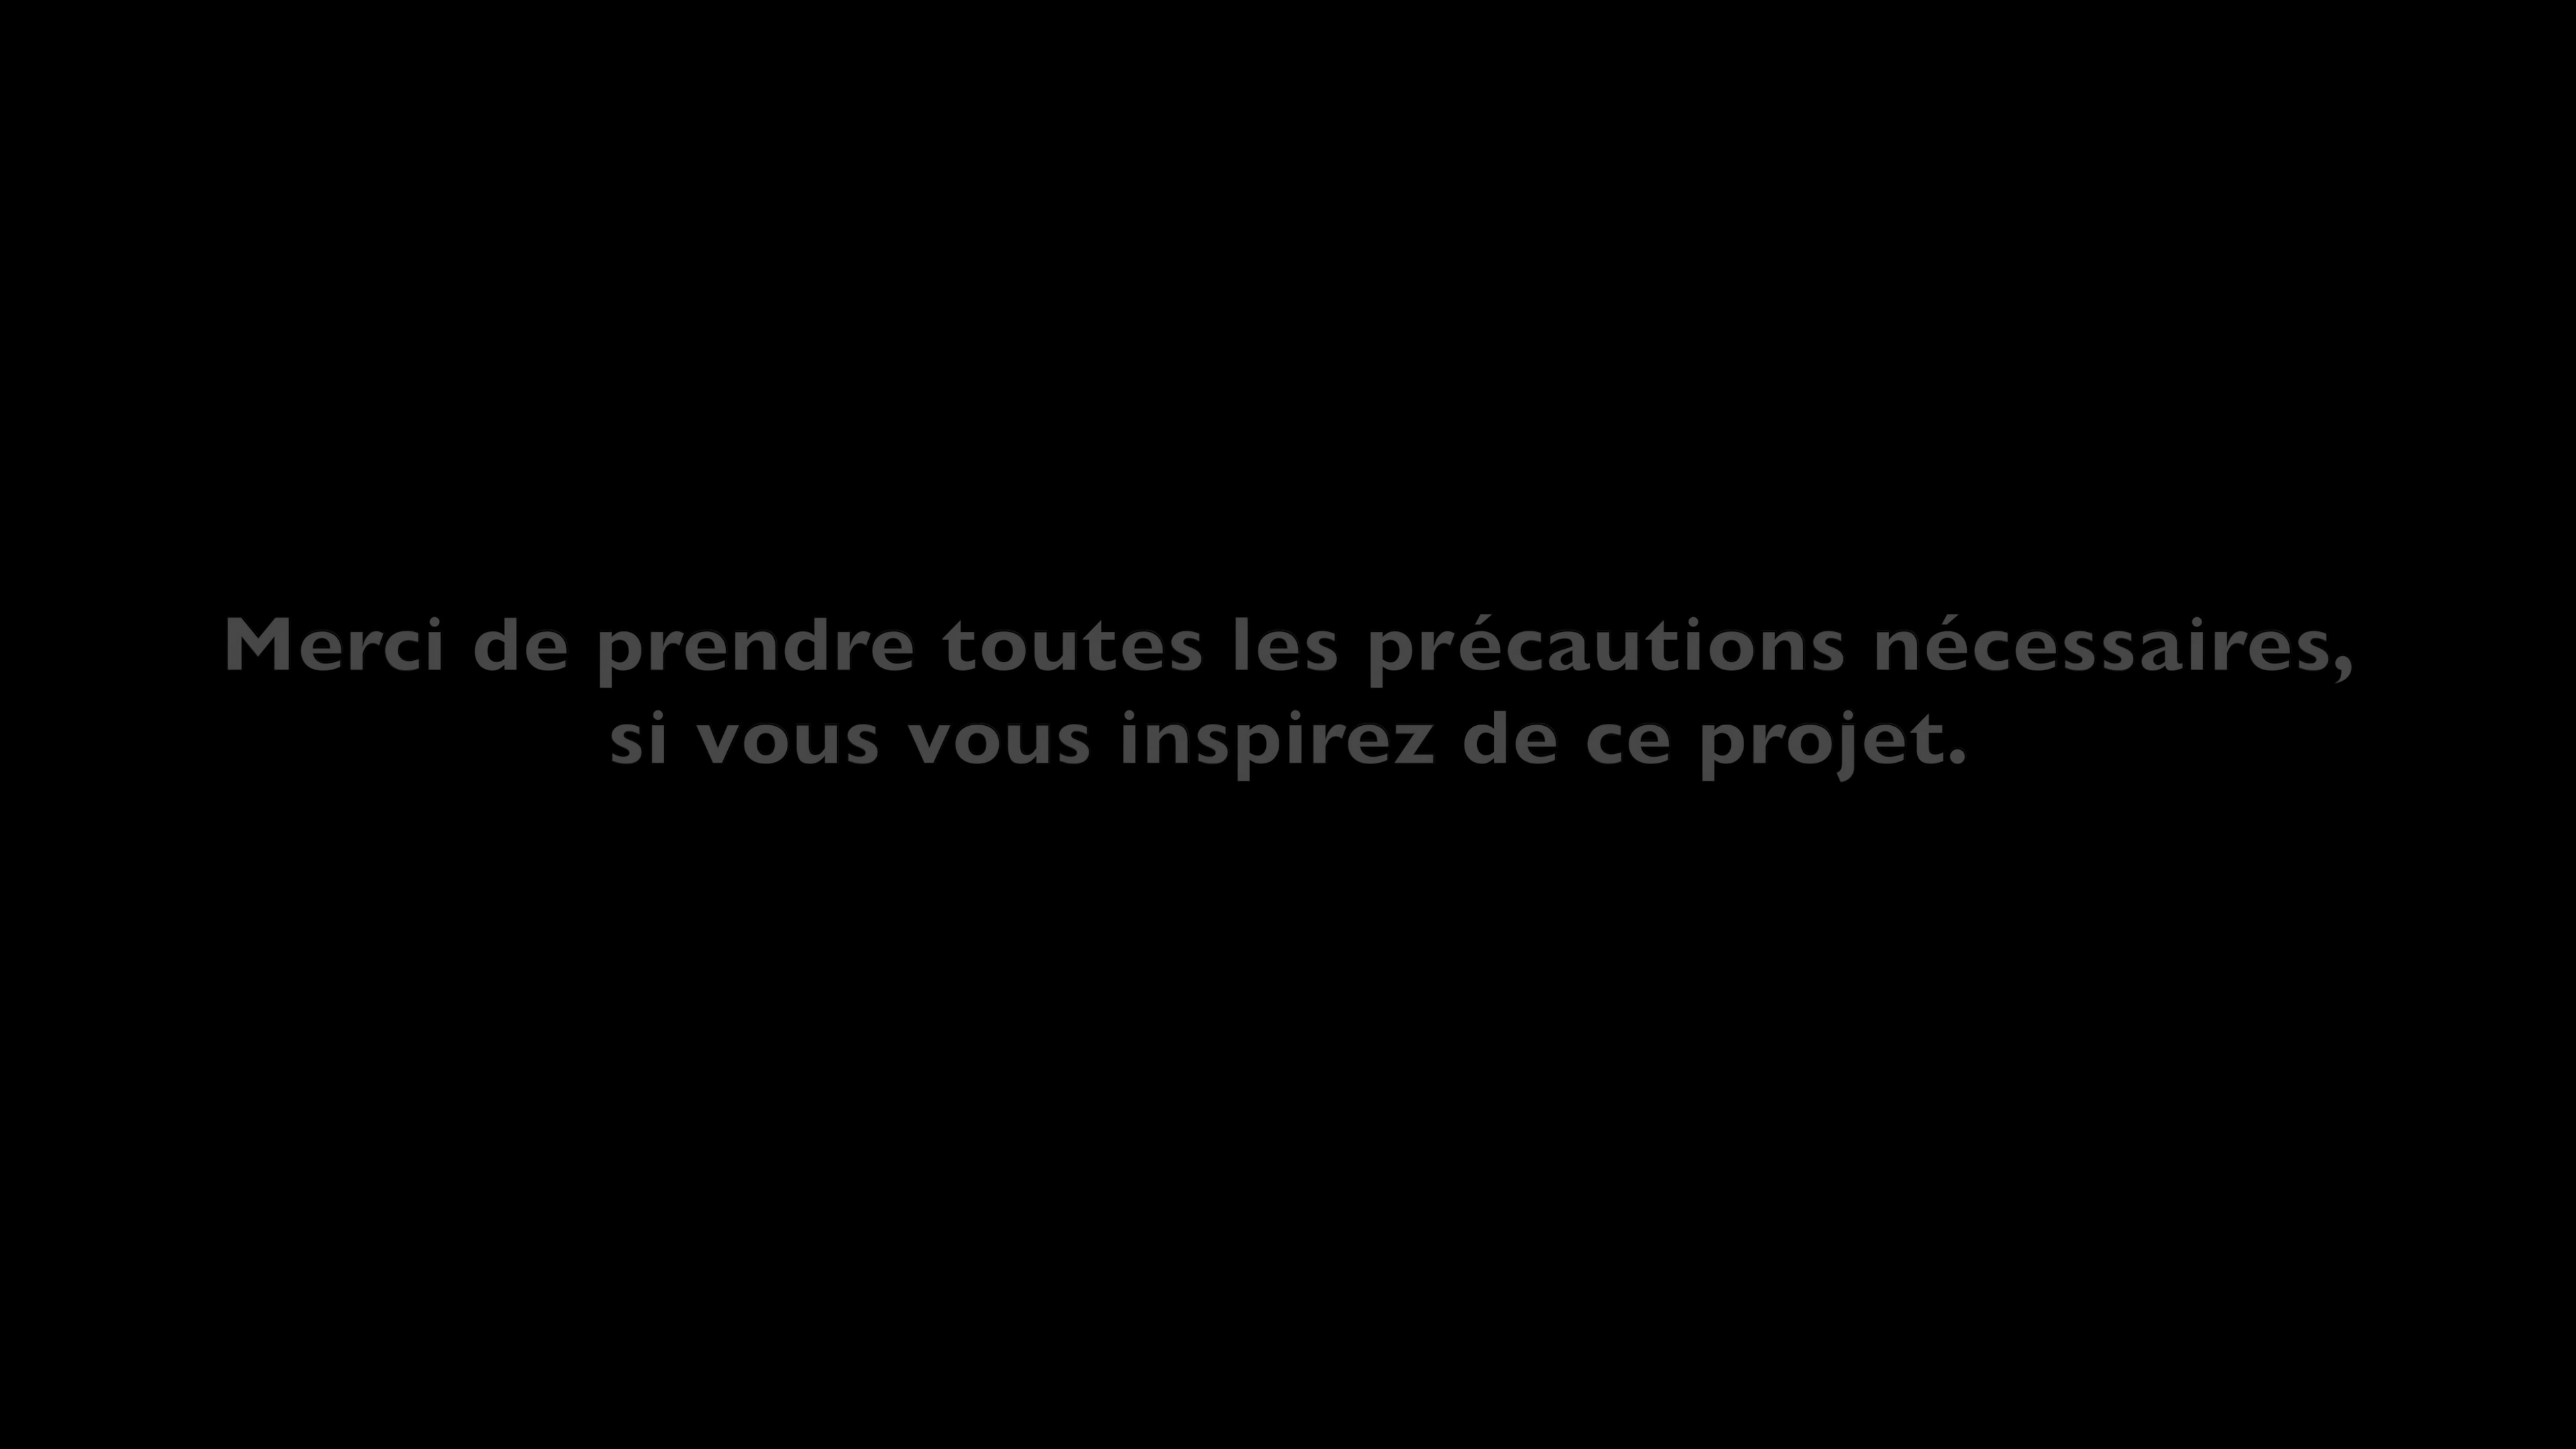 Merci de prendre toutes les précautions nécessaires,
si vous vous inspirez de ce projet.